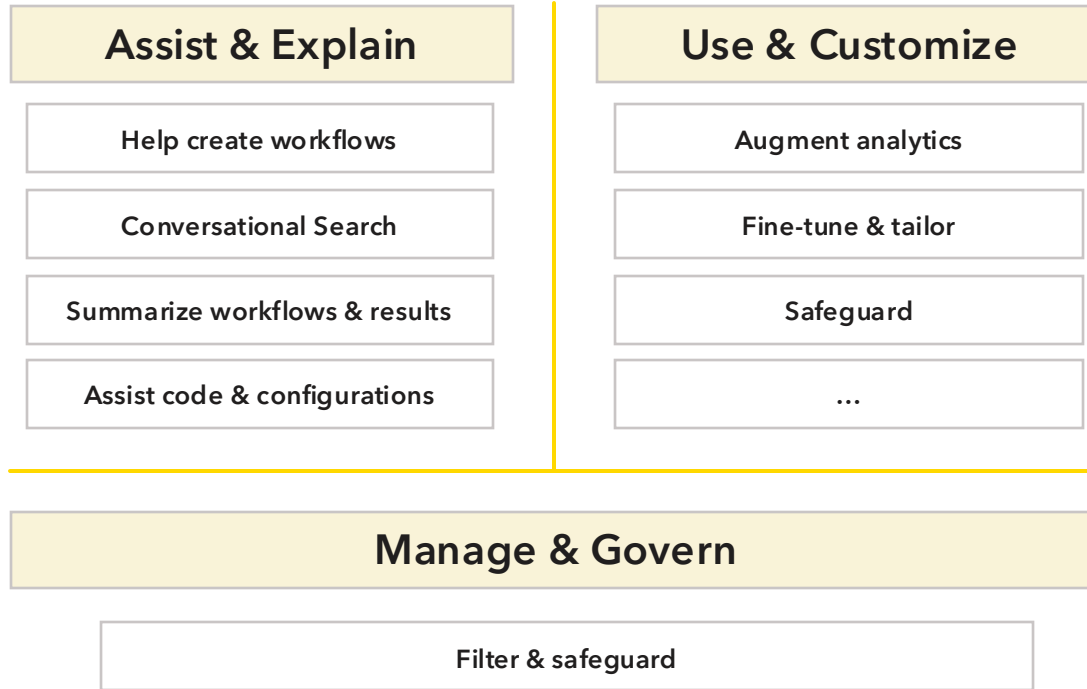 Assist & Explain
Help create workflows
Conversational Search
Summarize workflows & results
Assist code & configurations
Use & Customize
Augment analytics
Fine-tune & tailor
Safeguard
...
Manage & Govern
Filter & safeguard